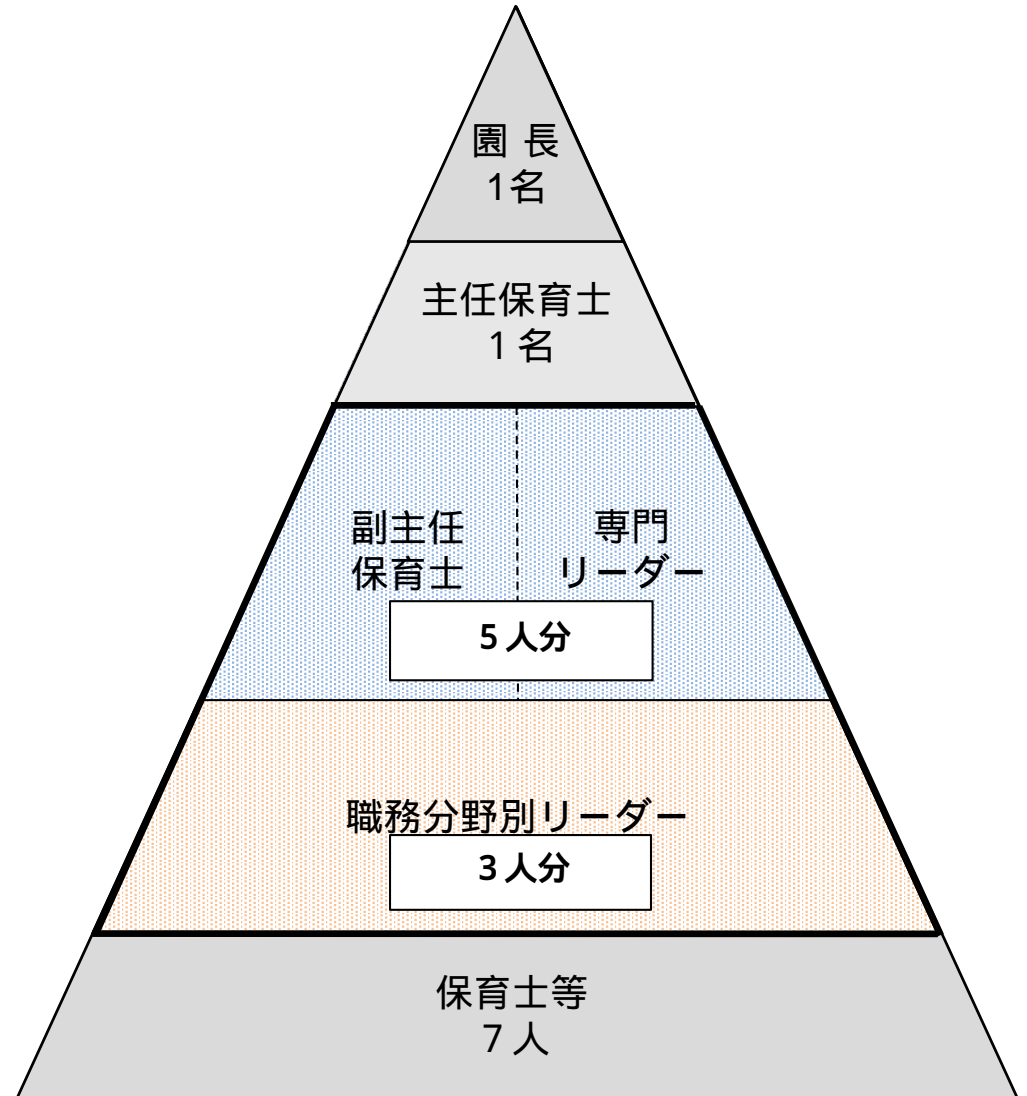 園 長
1名
主任保育士
1 名
副主任
保育士
専門
リーダー
5 人分
職務分野別リーダー
3 人分
保育士等
7 人